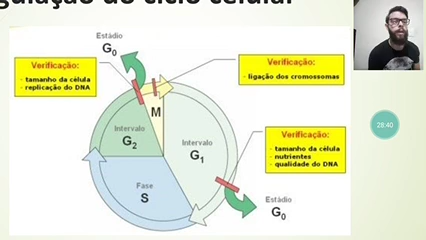 gulação do ciclo celular
Estádio
G0
Verificação:
- tamanho da célula
- replicação do DNA
Verificação:
- ligação dos cromossomas
M
Intervalo
G2
Intervalo
G1
Verificação:
- tamanho da célula
- nutrientes
- qualidade do DNA
28:40
Fase
S
Estádio
G0